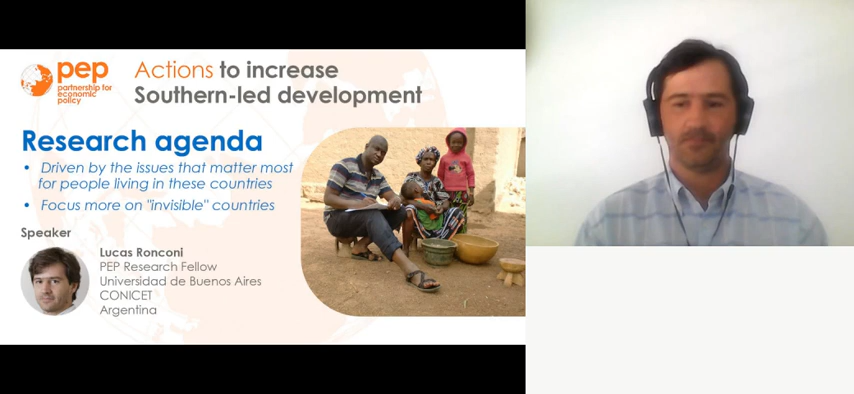 pep
partnership for
economic
policy
Actions to increase
Southern-led development
Research agenda
• Driven by the issues that matter most
for people living in these countries
• Focus more on "invisible" countries
Speaker
Lucas Ronconi
PEP Research Fellow
Universidad de Buenos Aires
CONICET
Argentina